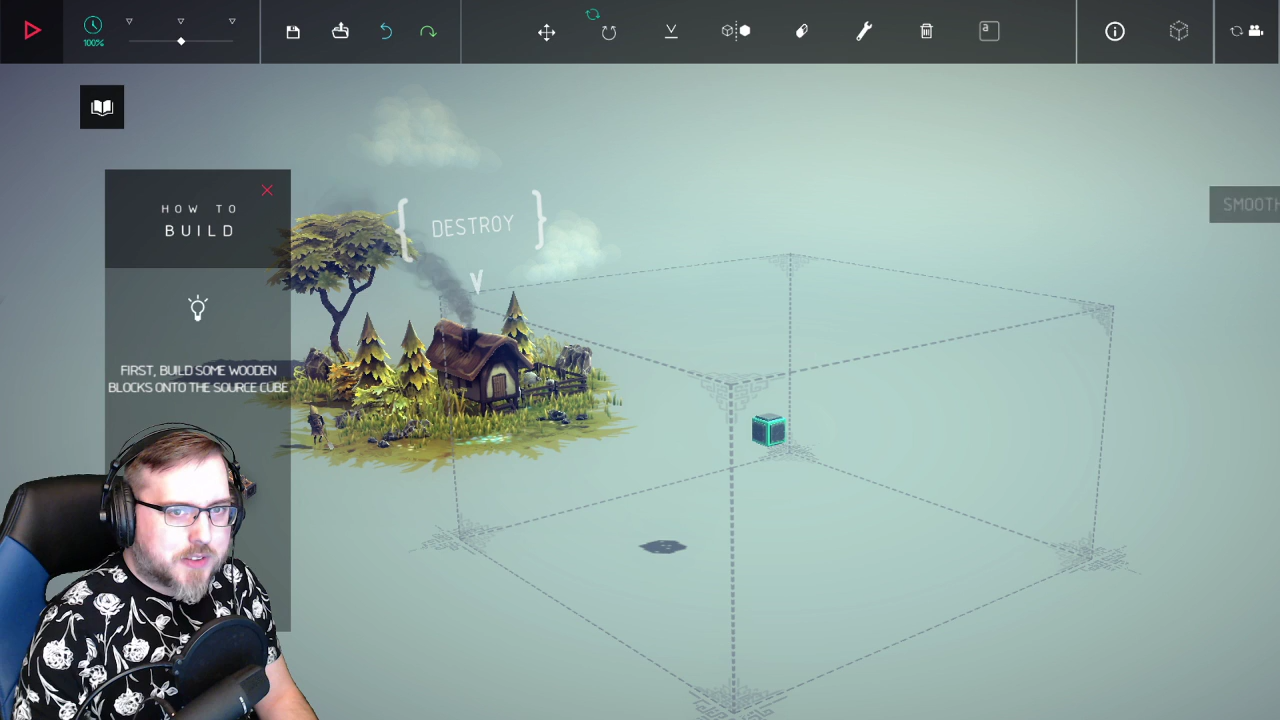 100%
a
HOW TO
BUILD
FIRST, BUILD SOME WOODEN
BLOCKS ONTO THE SOURCE CUBE
{ DESTROY }
SMOOTH